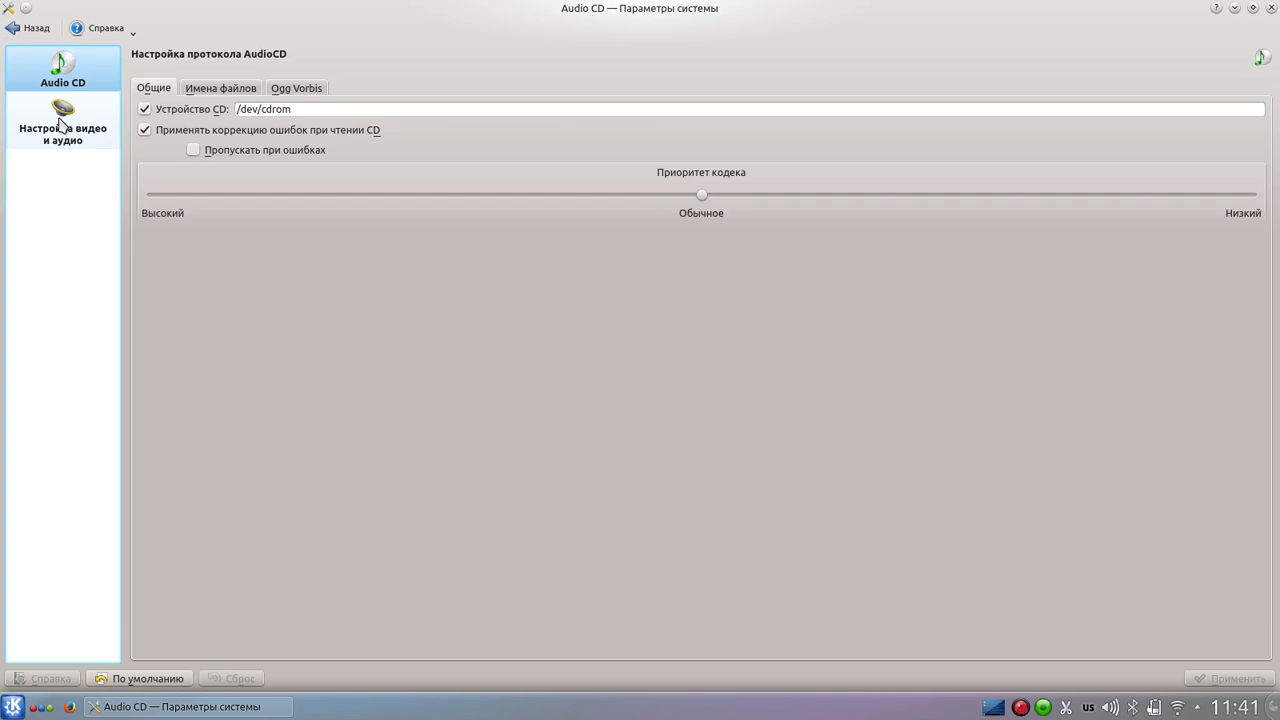 Audio CD — Параметры системы
Назад
Справка
Audio CD
Настройка видео
и аудио
Настройка протокола AudioCD
Общие
Имена файлов
Ogg Vorbis
Устройство CD: /dev/cdrom
Применять коррекцию ошибок при чтении CD
Пропускать при ошибках
Приоритет кодека
Высокий
Обычное
Низкий
Справка
По умолчанию
Сброс
Применить
Audio CD — Параметры системы
us
11:41